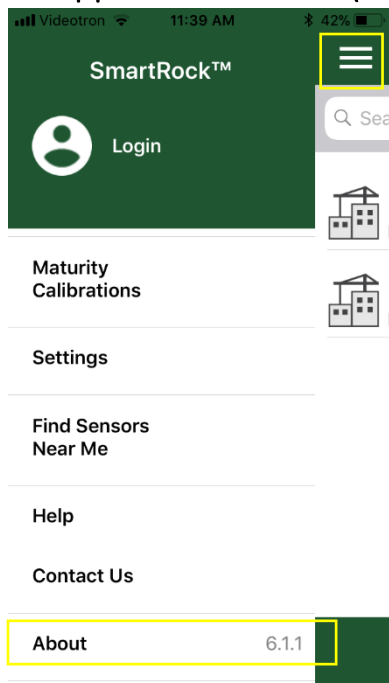 Videotron 11:39 AM 42%
SmartRock™
Login
Sea
Maturity
Calibrations
Settings
Find Sensors
Near Me
Help
Contact Us
About 6.1.1